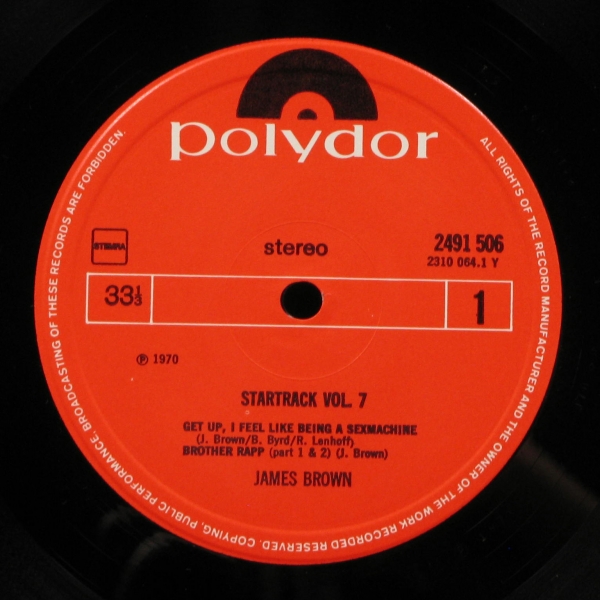 polydor
STEMRA
stereo
2491 506
2310 064.1 Y
33⅓
1
℗ 1970
STARTRACK VOL. 7
GET UP, I FEEL LIKE BEING A SEXMACHINE
(J. Brown/B. Byrd/R. Lenhoff)
BROTHER RAPP (part 1 & 2) (J. Brown)
JAMES BROWN
ALL RIGHTS OF THE RECORD MANUFACTURER AND THE OWNER OF THE WORK RECORDED RESERVED. COPYING, PUBLIC PERFORMANCE, BROADCASTING OF THESE RECORDS ARE FORBIDDEN.